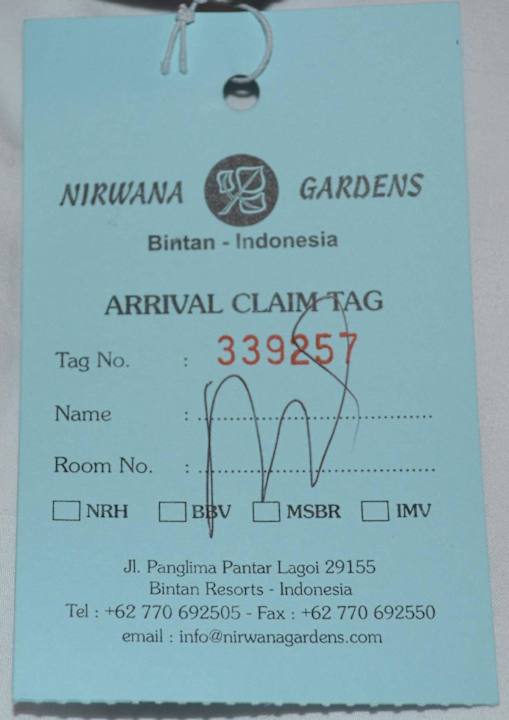 NIRWANA GARDENS
Bintan - Indonesia
ARRIVAL CLAIM TAG
Tag No. : 339257
Name : ........................................
Room No. : ........................................
NRH BBV MSBR IMV
Jl. Panglima Pantar Lagoi 29155
Bintan Resorts - Indonesia
Tel : +62 770 692505 - Fax : +62 770 692550
email : info@nirwanagardens.com